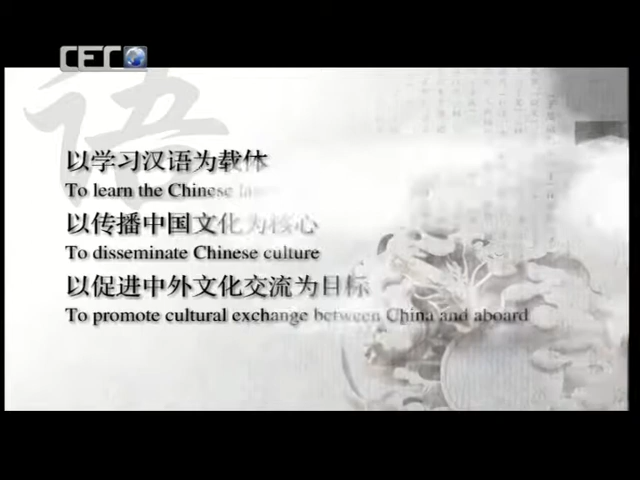 CETC
语
以学习汉语为载体
To learn the Chinese
以传播中国文化为核心
To disseminate Chinese culture
以促进中外文化交流为目标
To promote cultural exchange between China and aboard